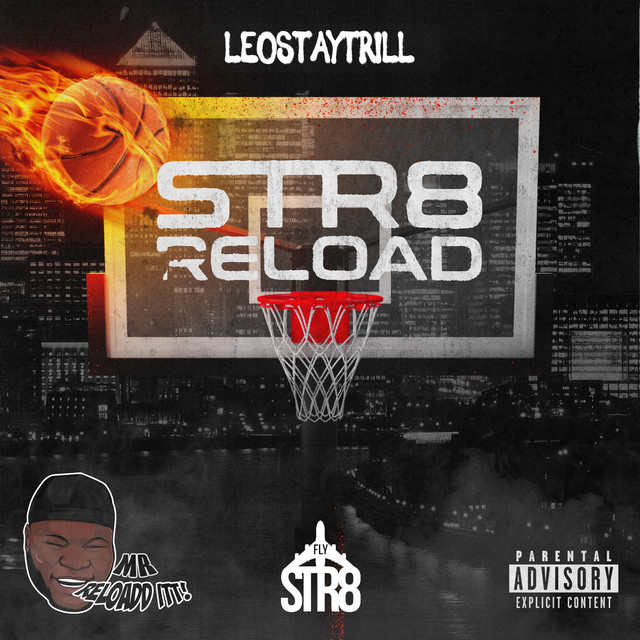 LEOSTAYTRILL
STR8
RELOAD
MR
RELOADD ITT!
FLY
STR8
PARENTAL
ADVISORY
EXPLICIT CONTENT